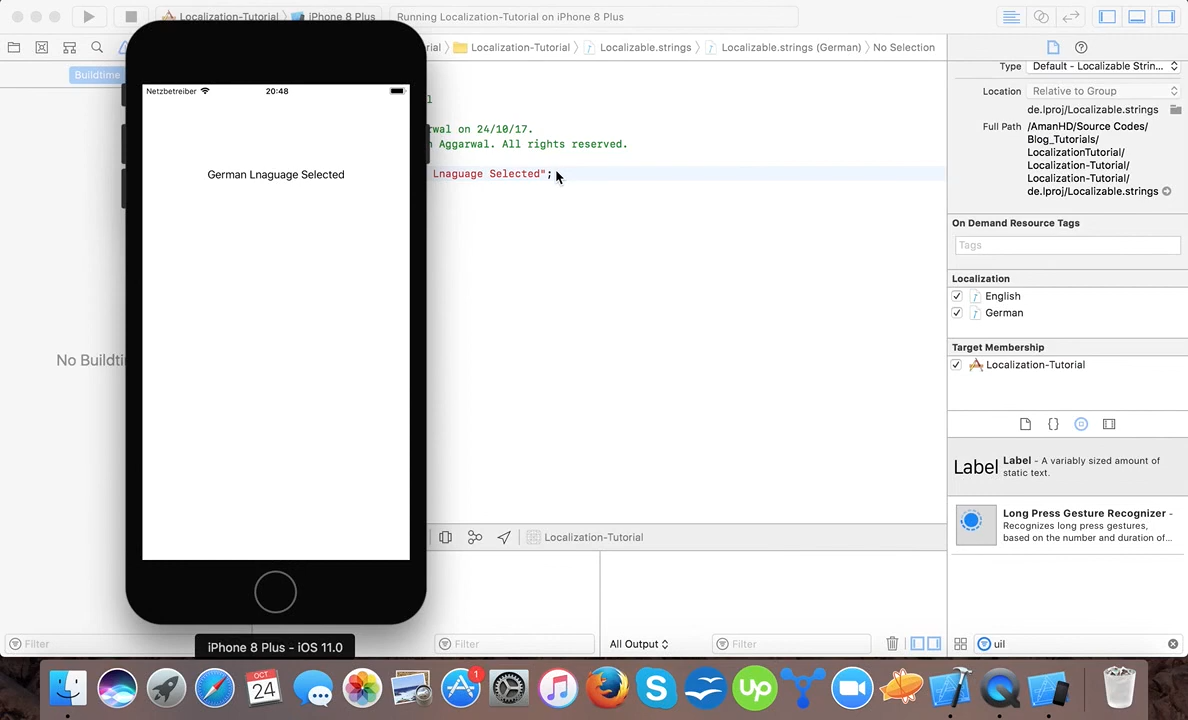 Localization-Tutorial
iPhone 8 Plus
Running Localization-Tutorial on iPhone 8 Plus
Localization-Tutorial
Localizable.strings
Localizable.strings (German)
No Selection
Buildtime
Netzbetreiber
20:48
German Lnaguage Selected
on 24/10/17.
Aggarwal. All rights reserved.
Lnaguage Selected";
Type
Default - Localizable Strin...
Location
Relative to Group
de.lproj/Localizable.strings
Full Path
/AmanHD/Source Codes/
Blog_Tutorials/
LocalizationTutorial/
Localization-Tutorial/
Localization-Tutorial/
de.lproj/Localizable.strings
On Demand Resource Tags
Tags
Localization
English
German
Target Membership
Localization-Tutorial
Label
Label - A variably sized amount of
static text.
Long Press Gesture Recognizer -
Recognizes long press gestures,
based on the number and duration of...
No
Localization-Tutorial
Filter
Filter
All Output
Filter
uil
iPhone 8 Plus - iOS 11.0
OCT
24
1
S
Up